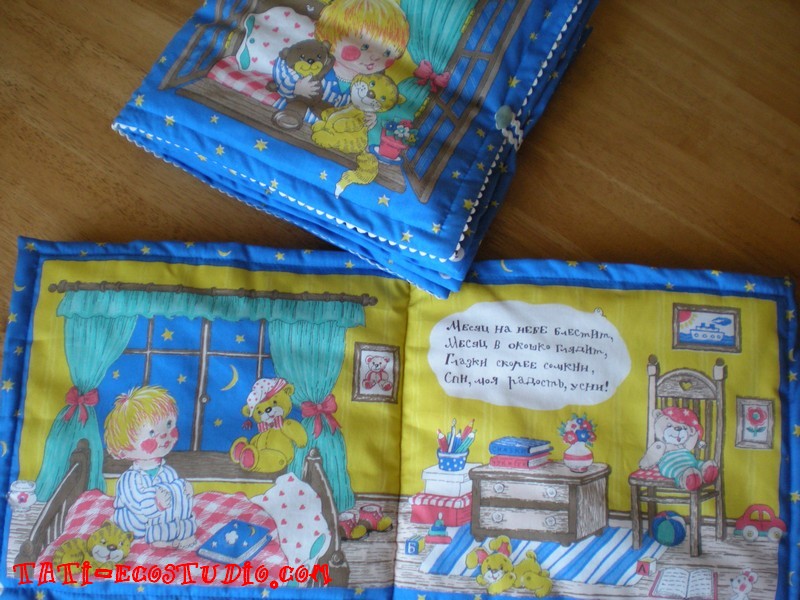 Месяц на небе блестит,
Месяц в окошко глядит,
Глазки скорее сомкни,
Спи, моя радость, усни!
TATI-ECOSTUDIO.COM